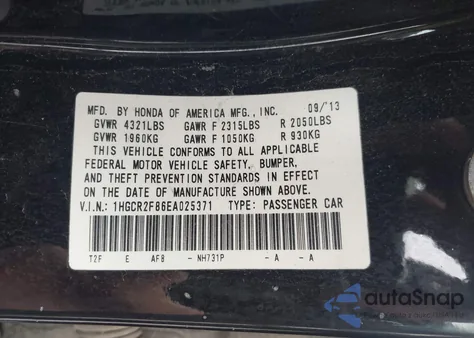 MFD. BY HONDA OF AMERICA MFG., INC. 09/13
GVWR 4321LBS GAWR F 2315LBS R 2050LBS
GVWR 1960KG GAWR F 1050KG R 930KG
THIS VEHICLE CONFORMS TO ALL APPLICABLE
FEDERAL MOTOR VEHICLE SAFETY, BUMPER,
AND THEFT PREVENTION STANDARDS IN EFFECT
ON THE DATE OF MANUFACTURE SHOWN ABOVE.
V.I.N.: 1HGCR2F86EA025371 TYPE: PASSENGER CAR
T2F E AF8 - NH731P - A - A
autoSnap